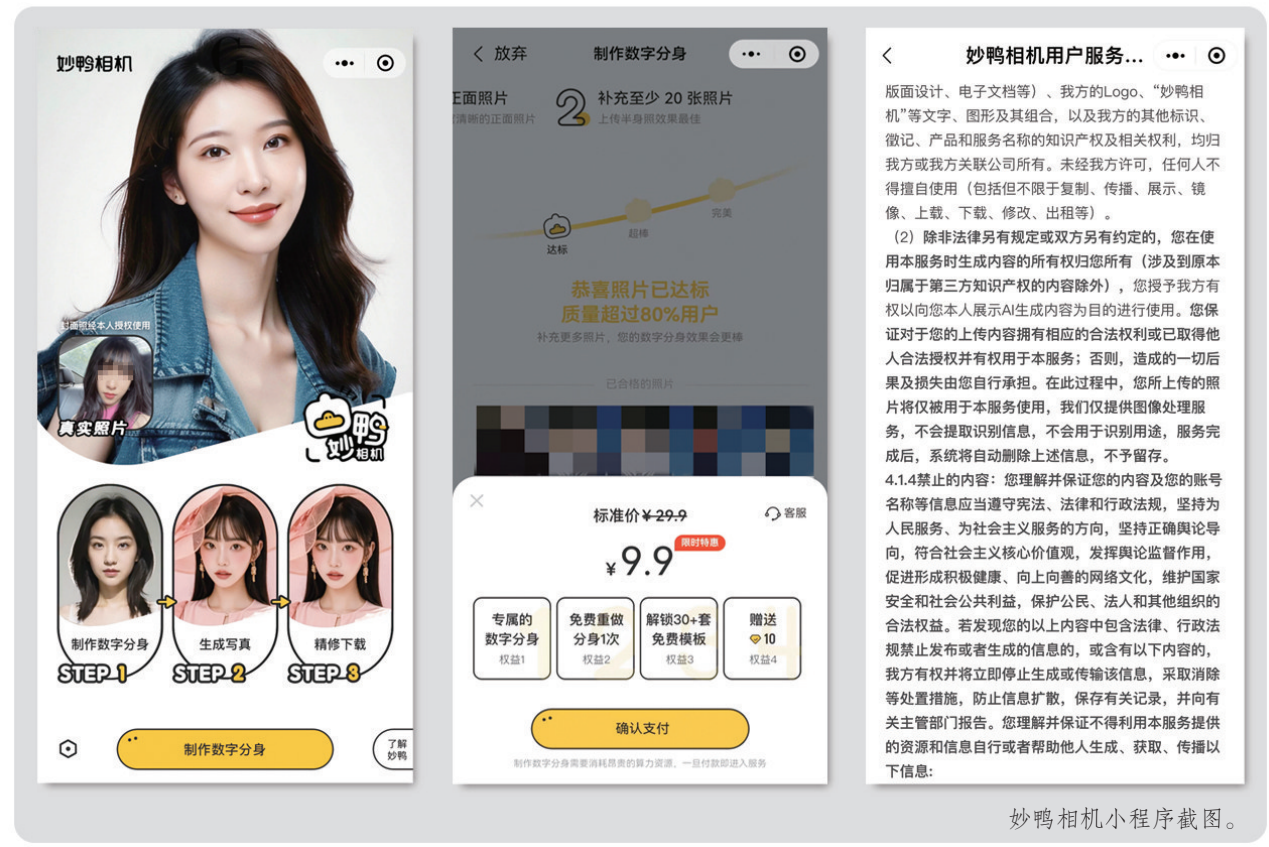 妙鸭相机
封面照经本人授权使用
真实照片
妙鸭
相机
制作数字分身
生成写真
精修下载
STEP 1
STEP 2
STEP 3
制作数字分身
了解
妙鸭
放弃
制作数字分身
正面照片
清晰的正面照片
2
补充至少 20 张照片
上传半身照效果最佳
达标
超棒
完美
恭喜照片已达标
质量超过80%用户
补充更多照片，您的数字分身效果会更棒
已合格的照片
标准价¥29.9
客服
¥9.9
限时特惠
专属的
数字分身
权益1
免费重做
分身1次
权益2
解锁30+套
免费模板
权益3
赠送
10
权益4
确认支付
制作数字分身需要消耗昂贵的算力资源，一旦付款即进入服务
妙鸭相机用户服务...
版面设计、电子文档等）、我方的Logo、“妙鸭相
机”等文字、图形及其组合，以及我方的其他标识、
徽记、产品和服务名称的知识产权及相关权利，均归
我方或我方关联公司所有。未经我方许可，任何人不
得擅自使用（包括但不限于复制、传播、展示、镜
像、上载、下载、修改、出租等）。
（2）除非法律另有规定或双方另有约定的，您在使
用本服务时生成内容的所有权归您所有（涉及到原本
归属于第三方知识产权的内容除外），您授予我方有
权以向您本人展示AI生成内容为目的进行使用。您保
证对于您的上传内容拥有相应的合法权利或已取得他
人合法授权并有权用于本服务；否则，造成的一切后
果及损失由您自行承担。在此过程中，您所上传的照
片将仅被用于本服务使用，我们仅提供图像处理服
务，不会提取识别信息，不会用于识别用途，服务完
成后，系统将自动删除上述信息，不予留存。
4.1.4禁止的内容：您理解并保证您的内容及您的账号
名称等信息应当遵守宪法、法律和行政法规，坚持为
人民服务、为社会主义服务的方向，坚持正确舆论导
向，符合社会主义核心价值观，发挥舆论监督作用，
促进形成积极健康、向上向善的网络文化，维护国家
安全和社会公共利益，保护公民、法人和其他组织的
合法权益。若发现您的以上内容中包含法律、行政法
规禁止发布或者生成的信息的，或含有以下内容的，
我方有权并将立即停止生成或传输该信息，采取消除
等处置措施，防止信息扩散，保存有关记录，并向有
关主管部门报告。您理解并保证不得利用本服务提供
的资源和信息自行或者帮助他人生成、获取、传播以
下信息:
妙鸭相机小程序截图。